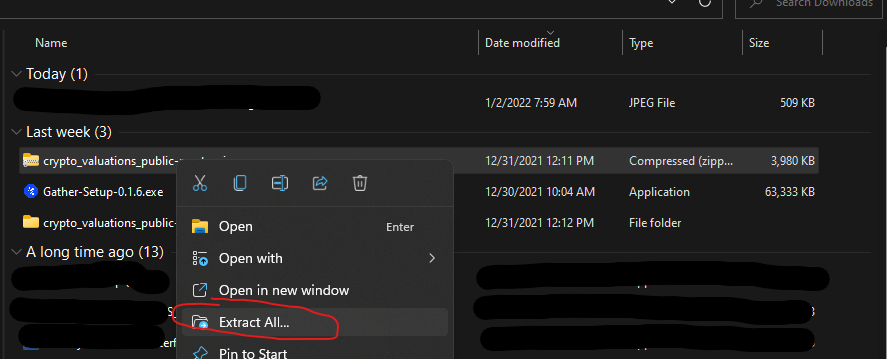 Search Downloads
Name Date modified Type Size
Today (1)
1/2/2022 7:59 AM JPEG File 509 KB
Last week (3)
crypto_valuations_public- 12/31/2021 12:11 PM Compressed (zipp... 3,980 KB
Gather-Setup-0.1.6.exe 12/30/2021 10:04 AM Application 63,333 KB
crypto_valuations_public- 12/31/2021 12:12 PM File folder
Open Enter
A long time ago (13)
Open with
Open in new window
Extract All...
Pin to Start